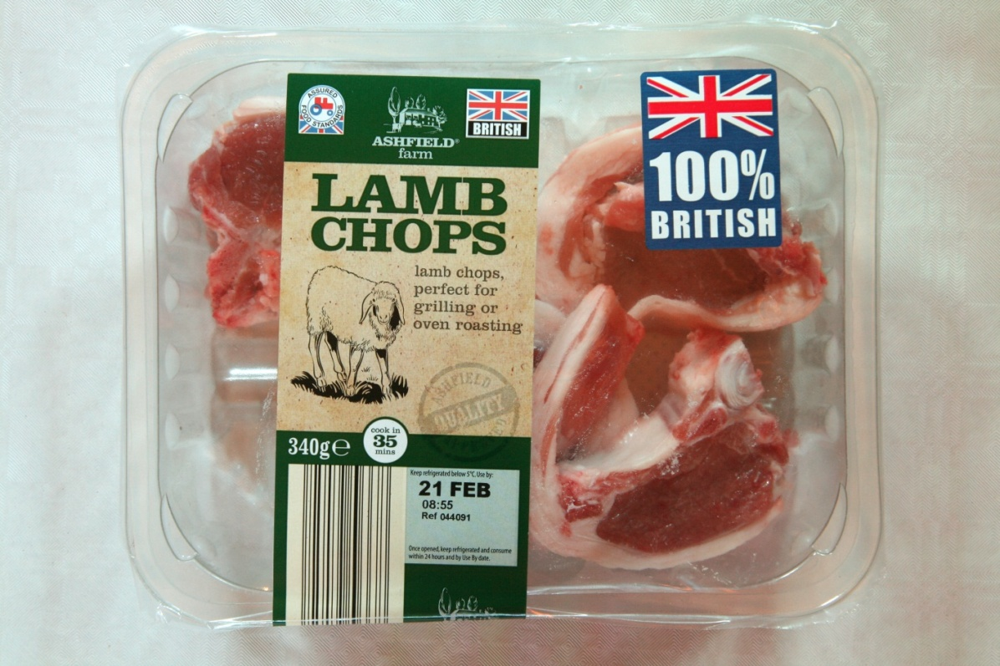 ASSURED
FOOD STANDARDS
ASHFIELD®
farm
BRITISH
LAMB
CHOPS
lamb chops,
perfect for
grilling or
oven roasting
ASHFIELD
QUALITY
340g℮
cook in
35
mins
Keep refrigerated below 5°C. Use by:
21 FEB
08:55
Ref 044091
Once opened, keep refrigerated and consume
within 24 hours and by Use By date.
100%
BRITISH